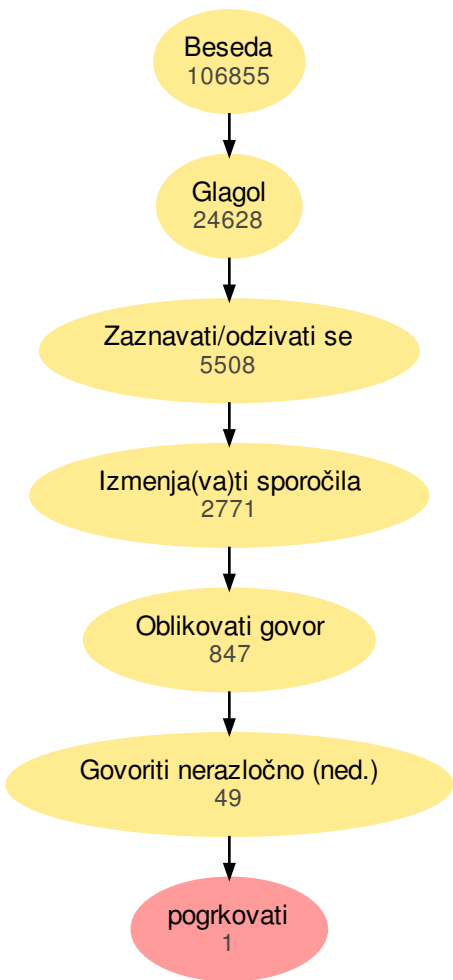 Beseda
106855
Glagol
24628
Zaznavati/odzivati se
5508
Izmenja(va)ti sporočila
2771
Oblikovati govor
847
Govoriti nerazločno (ned.)
49
pogrkovati
1